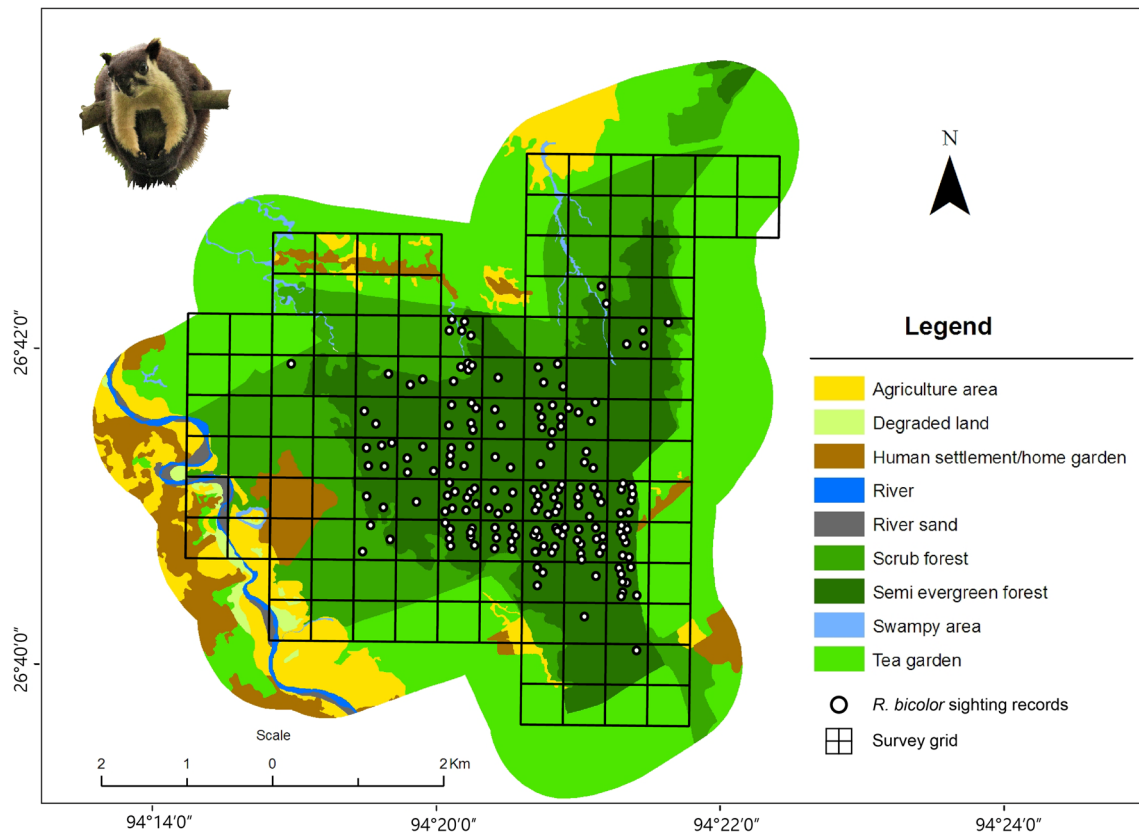 N
Legend
Agriculture area
Degraded land
Human settlement/home garden
River
River sand
Scrub forest
Semi evergreen forest
Swampy area
Tea garden
R. bicolor sighting records
Survey grid
26°42'0"
26°40'0"
Scale
2 1 0 2 Km
94°14'0" 94°20'0" 94°22'0" 94°24'0"